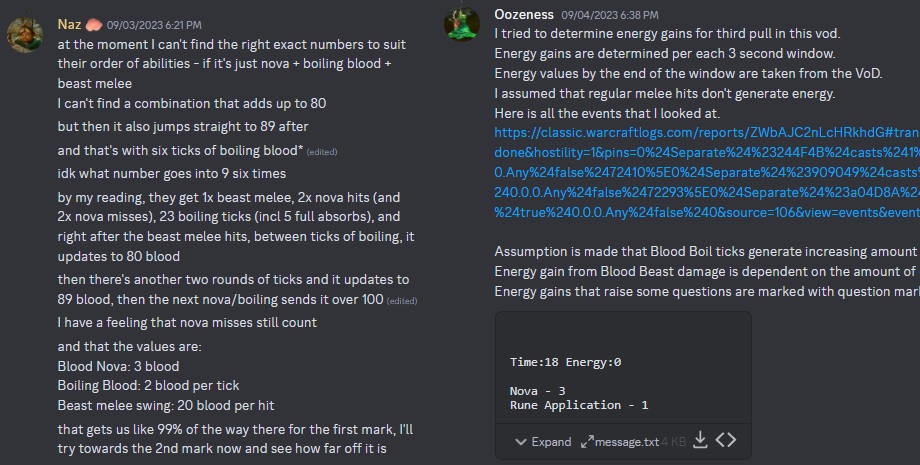 Naz 09/03/2023 6:21 PM
at the moment I can't find the right exact numbers to suit
their order of abilities - if it's just nova + boiling blood +
beast melee
I can't find a combination that adds up to 80
but then it also jumps straight to 89 after
and that's with six ticks of boiling blood* (edited)
idk what number goes into 9 six times
by my reading, they get 1x beast melee, 2x nova hits (and
2x nova misses), 23 boiling ticks (incl 5 full absorbs), and
right after the beast melee hits, between ticks of boiling, it
updates to 80 blood
then there's another two rounds of ticks and it updates to
89 blood, then the next nova/boiling sends it over 100 (edited)
I have a feeling that nova misses still count
and that the values are:
Blood Nova: 3 blood
Boiling Blood: 2 blood per tick
Beast melee swing: 20 blood per hit
that gets us like 99% of the way there for the first mark, I'll
try towards the 2nd mark now and see how far off it is
Oozeness 09/04/2023 6:38 PM
I tried to determine energy gains for third pull in this vod.
Energy gains are determined per each 3 second window.
Energy values by the end of the window are taken from the VoD.
I assumed that regular melee hits don't generate energy.
Here is all the events that I looked at.
https://classic.warcraftlogs.com/reports/ZWbAJC2nLcHRkhdG#tran
done&hostility=1&pins=0%24Separate%24%23244F4B%24casts%241%
0.Any%24false%2472410%5E0%24Separate%24%23909049%24casts
240.0.0.Any%24false%2472293%5E0%24Separate%24%23a04D8A%24
%24true%240.0.0.Any%24false%240&source=106&view=events&event
Assumption is made that Blood Boil ticks generate increasing amount
Energy gain from Blood Beast damage is dependent on the amount of
Energy gains that raise some questions are marked with question mar
Time:18 Energy:0
Nova - 3
Rune Application - 1
Expand message.txt 4 KB